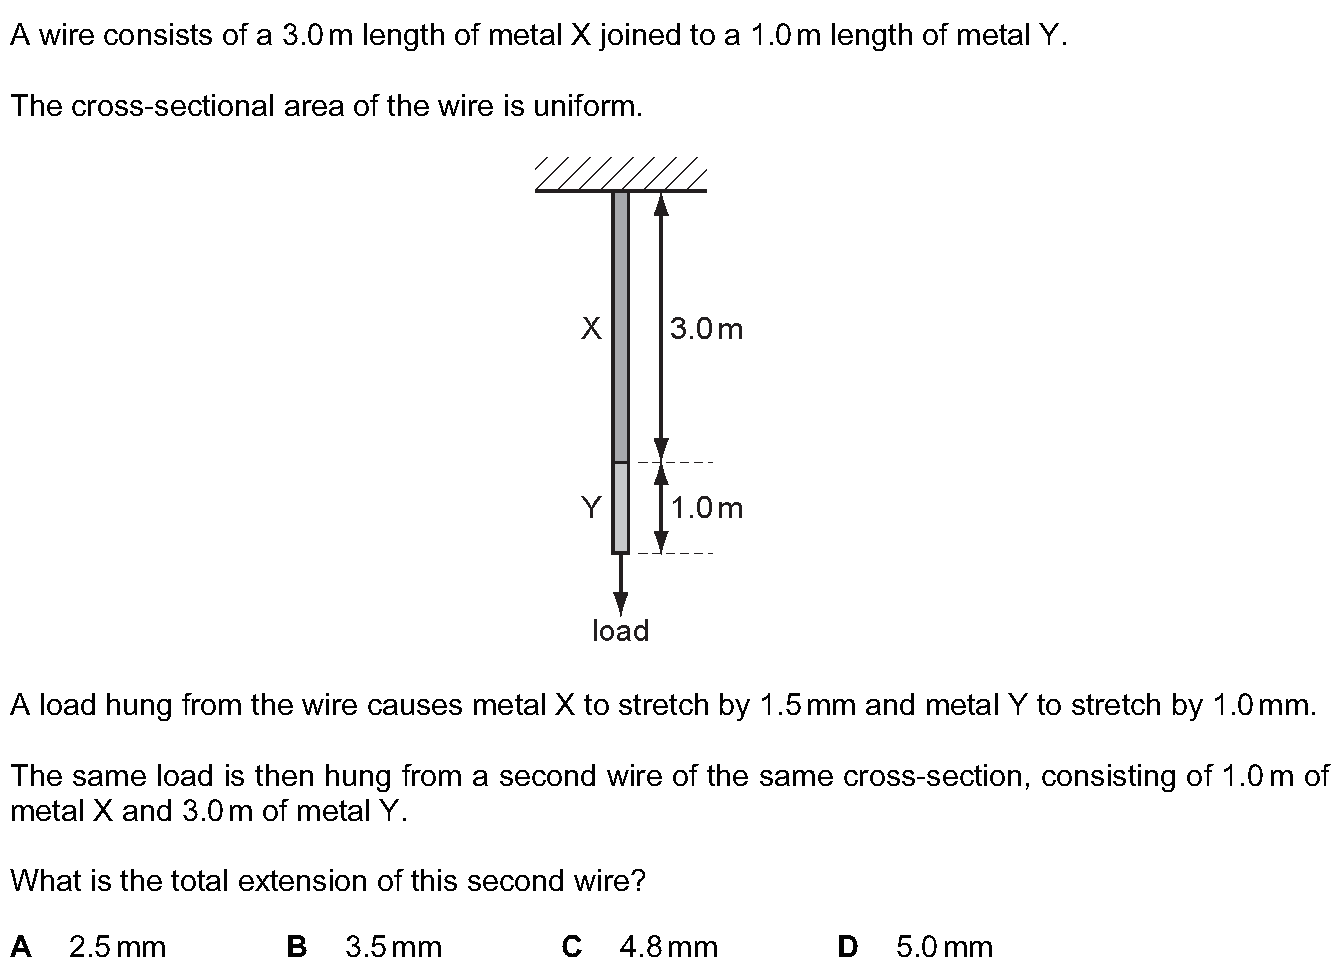 A wire consists of a 3.0 m length of metal X joined to a 1.0 m length of metal Y.
The cross-sectional area of the wire is uniform.
X
3.0 m
Y
1.0 m
load
A load hung from the wire causes metal X to stretch by 1.5 mm and metal Y to stretch by 1.0 mm.
The same load is then hung from a second wire of the same cross-section, consisting of 1.0 m of
metal X and 3.0 m of metal Y.
What is the total extension of this second wire?
A 2.5 mm B 3.5 mm C 4.8 mm D 5.0 mm